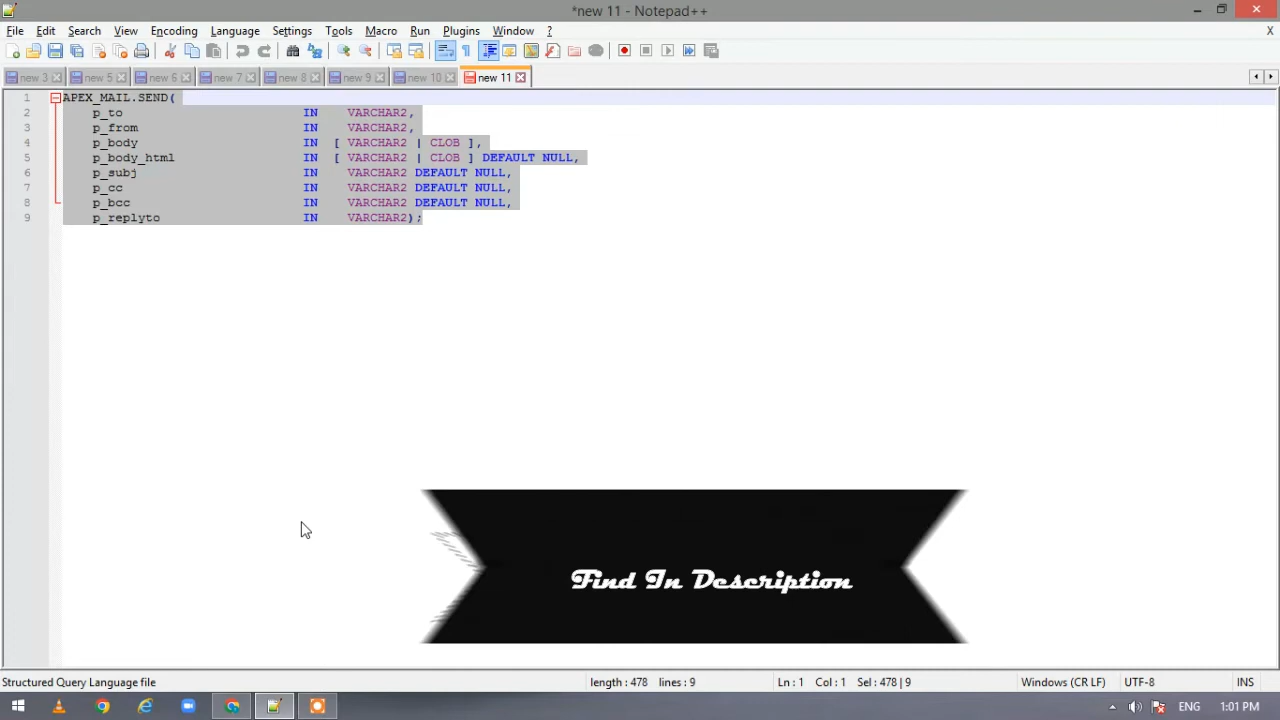 *new 11 - Notepad++
File Edit Search View Encoding Language Settings Tools Macro Run Plugins Window ? X
new 3 new 5 new 6 new 7 new 8 new 9 new 10 new 11
1 APEX_MAIL.SEND(
2 p_to IN VARCHAR2,
3 p_from IN VARCHAR2,
4 p_body IN [ VARCHAR2 | CLOB ],
5 p_body_html IN [ VARCHAR2 | CLOB ] DEFAULT NULL,
6 p_subj IN VARCHAR2 DEFAULT NULL,
7 p_cc IN VARCHAR2 DEFAULT NULL,
8 p_bcc IN VARCHAR2 DEFAULT NULL,
9 p_replyto IN VARCHAR2);
Find In Description
Structured Query Language file length : 478 lines : 9 Ln : 1 Col : 1 Sel : 478 | 9 Windows (CR LF) UTF-8 INS
ENG 1:01 PM